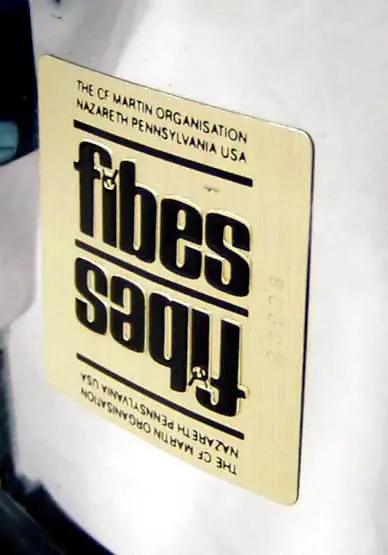 THE CF MARTIN ORGANISATION
NAZARETH PENNSYLVANIA USA
fibes
fibes
NAZARETH PENNSYLVANIA USA
THE CF MARTIN ORGANISATION